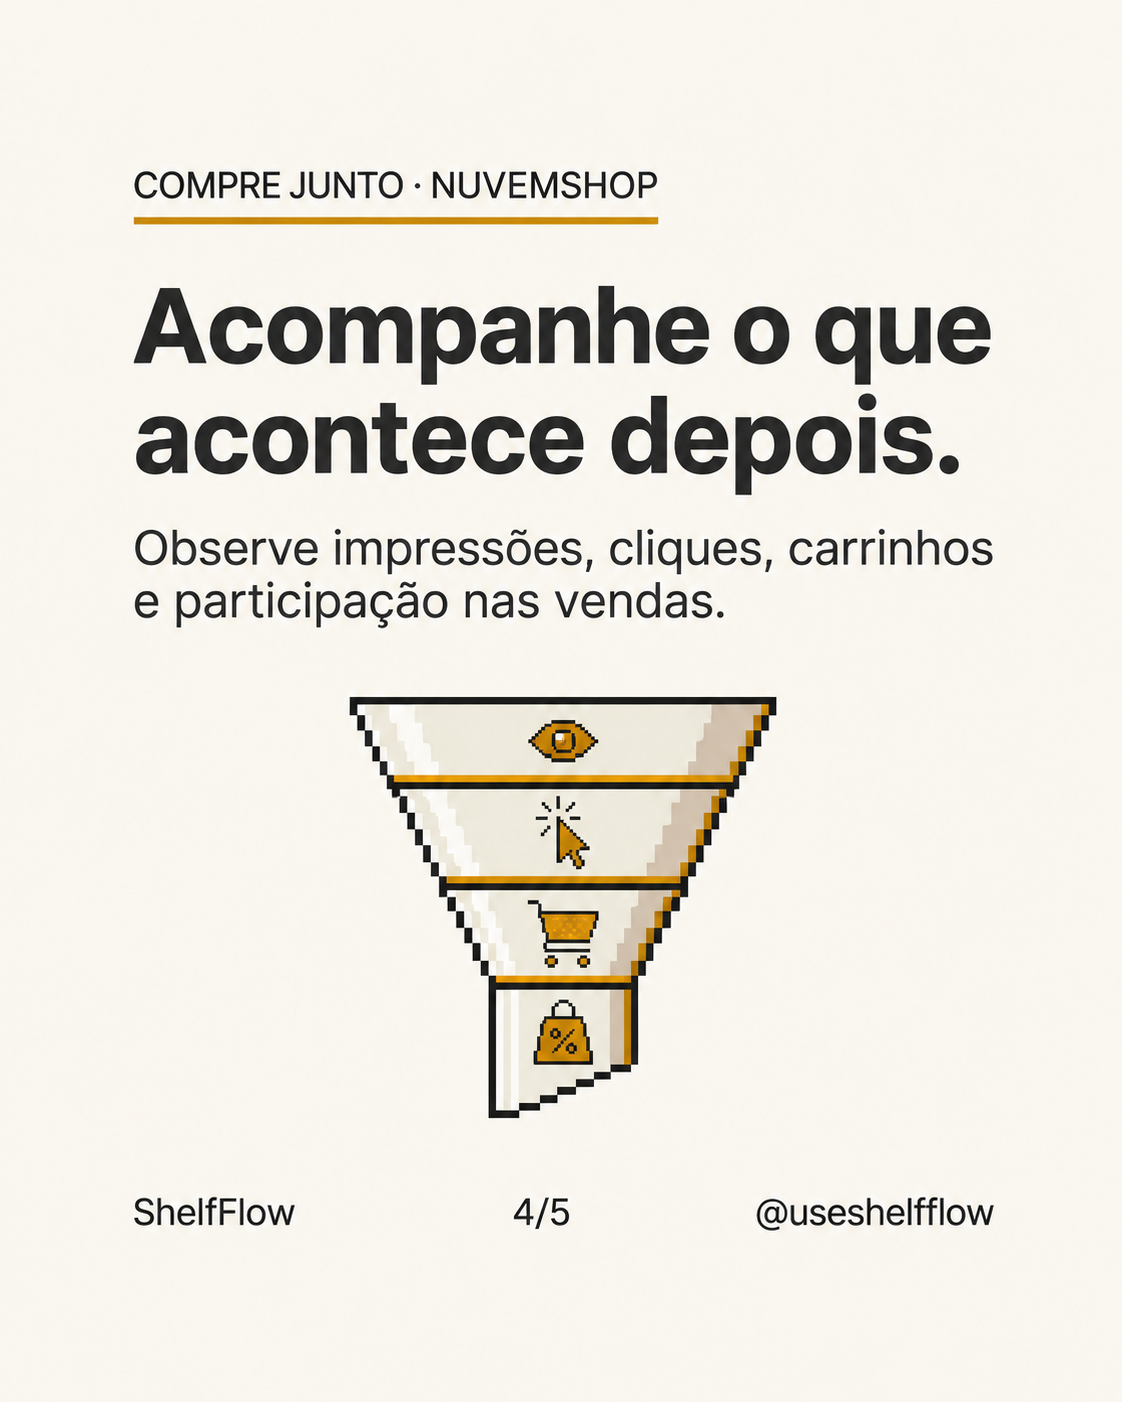 COMPRE JUNTO · NUVEMSHOP
Acompanhe o que
acontece depois.
Observe impressões, cliques, carrinhos
e participação nas vendas.
%
ShelfFlow
4/5
@useshelfflow